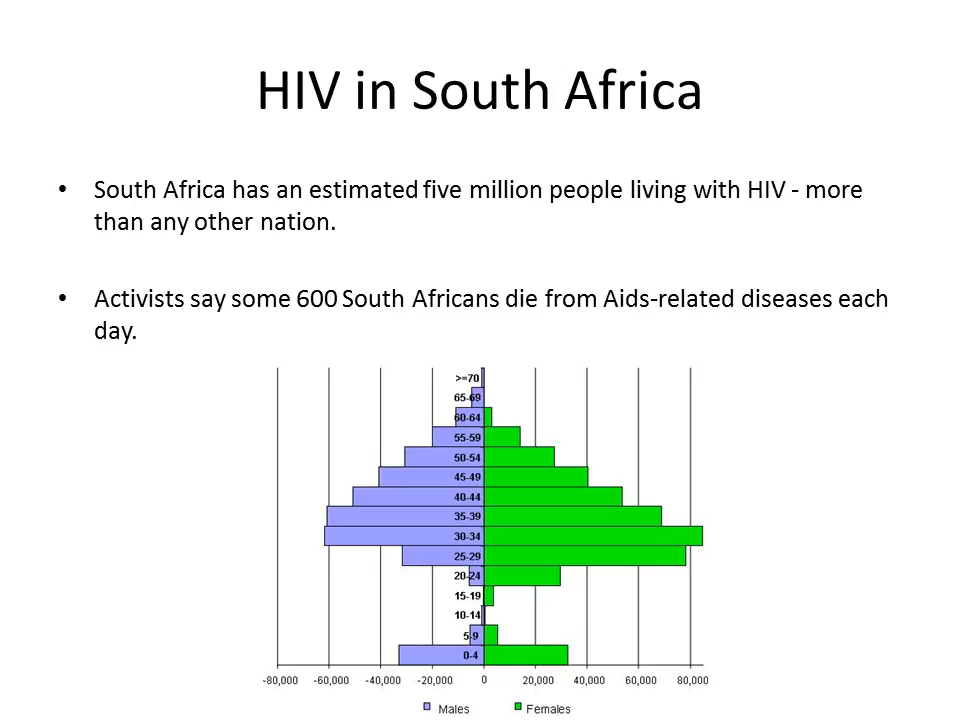 HIV in South Africa
• South Africa has an estimated five million people living with HIV - more
than any other nation.
• Activists say some 600 South Africans die from Aids-related diseases each
day.
>=70
65-69
60-64
55-59
50-54
45-49
40-44
35-39
30-34
25-29
20-24
15-19
10-14
5-9
0-4
-80,000 -60,000 -40,000 -20,000 0 20,000 40,000 60,000 80,000
Males Females